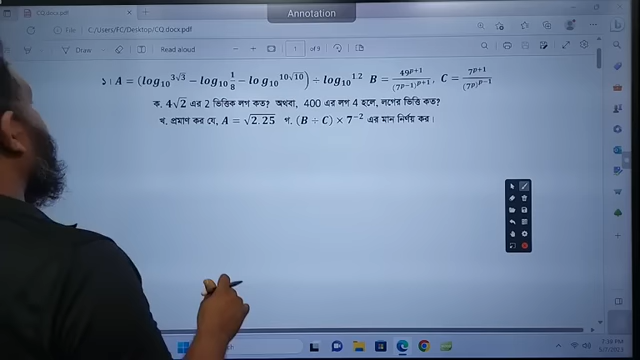 Annotation
CQ.docx.pdf
File C:/Users/FC/Desktop/CQ.docx.pdf
Draw Read aloud 1 of 9
১। A = (log₁₀^{3√3} − log₁₀^{1/8} − log₁₀^{10√10}) ÷ log₁₀^{1.2} B = 49^{p+1}/(7^{p−1})^{p+1}, C = 7^{p+1}/(7^p)^{p−1}
ক. 4√2 এর 2 ভিত্তিক লগ কত? অথবা, 400 এর লগ 4 হলে, লগের ভিত্তি কত?
খ. প্রমাণ কর যে, A = √2.25 গ. (B ÷ C) × 7⁻² এর মান নির্ণয় কর।
7:38 PM